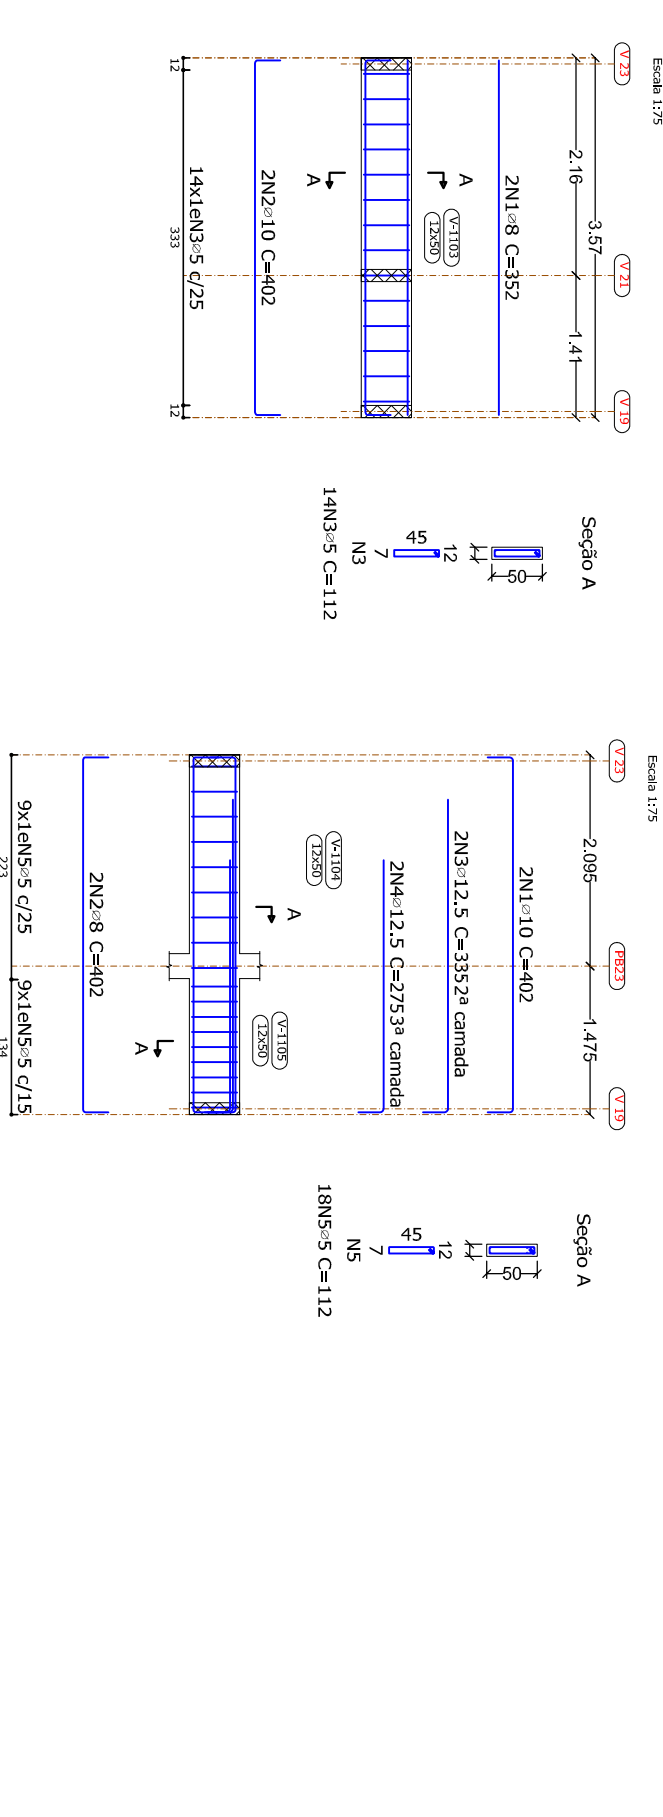 Escala 1:75
V 23
V 21
V 19
3.57
2.16
1.41
2N1⌀8 C=352
A
A
V-1103
12x50
2N2⌀10 C=402
14x1eN3⌀5 c/25
12
333
12
Seção A
50
12
45
7
N3
14N3⌀5 C=112
Escala 1:75
V 23
PB23
V 19
2.095
1.475
2N1⌀10 C=402
2N3⌀12.5 C=3352ª camada
2N4⌀12.5 C=2753ª camada
V-1104
12x50
A
V-1105
12x50
A
2N2⌀8 C=402
9x1eN5⌀5 c/25
9x1eN5⌀5 c/15
223
134
Seção A
50
12
45
7
N5
18N5⌀5 C=112